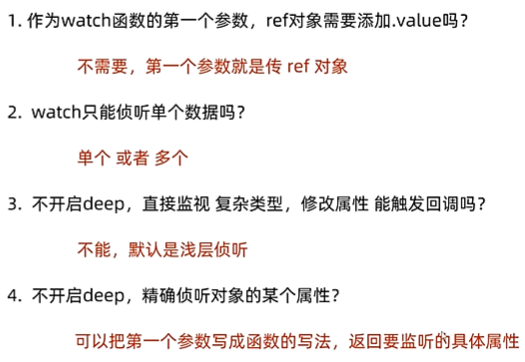 1. 作为watch函数的第一个参数，ref对象需要添加.value吗？
不需要，第一个参数就是传 ref 对象
2. watch只能侦听单个数据吗？
单个 或者 多个
3. 不开启deep，直接监视 复杂类型，修改属性 能触发回调吗？
不能，默认是浅层侦听
4. 不开启deep，精确侦听对象的某个属性？
可以把第一个参数写成函数的写法，返回要监听的具体属性